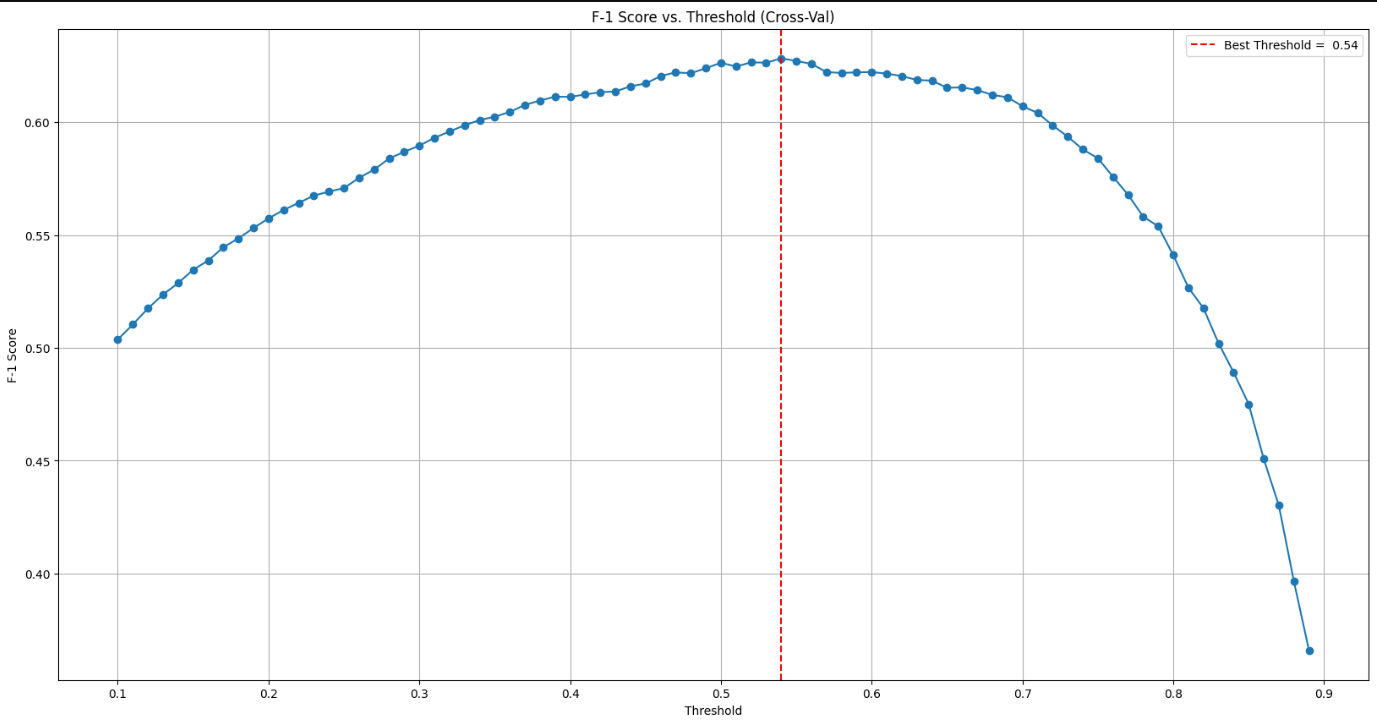 F-1 Score vs. Threshold (Cross-Val)
Best Threshold = 0.54
F-1 Score
0.60
0.55
0.50
0.45
0.40
0.1 0.2 0.3 0.4 0.5 0.6 0.7 0.8 0.9
Threshold